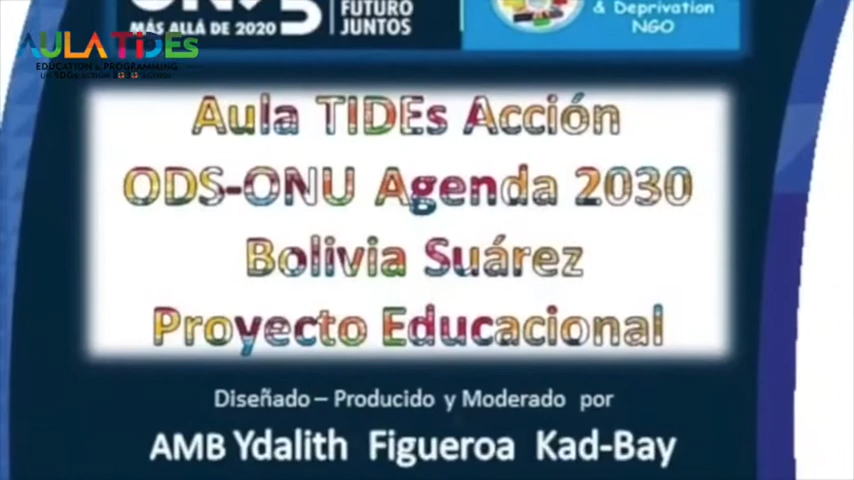 MÁS ALLÁ DE 2020
FUTURO
JUNTOS
& Deprivation
NGO
AULA TIDEs
EDUCATION & PROGRAMMING
Aula TIDEs Acción
ODS-ONU Agenda 2030
Bolivia Suárez
Proyecto Educacional
Diseñado – Producido y Moderado por
AMB Ydalith Figueroa Kad-Bay